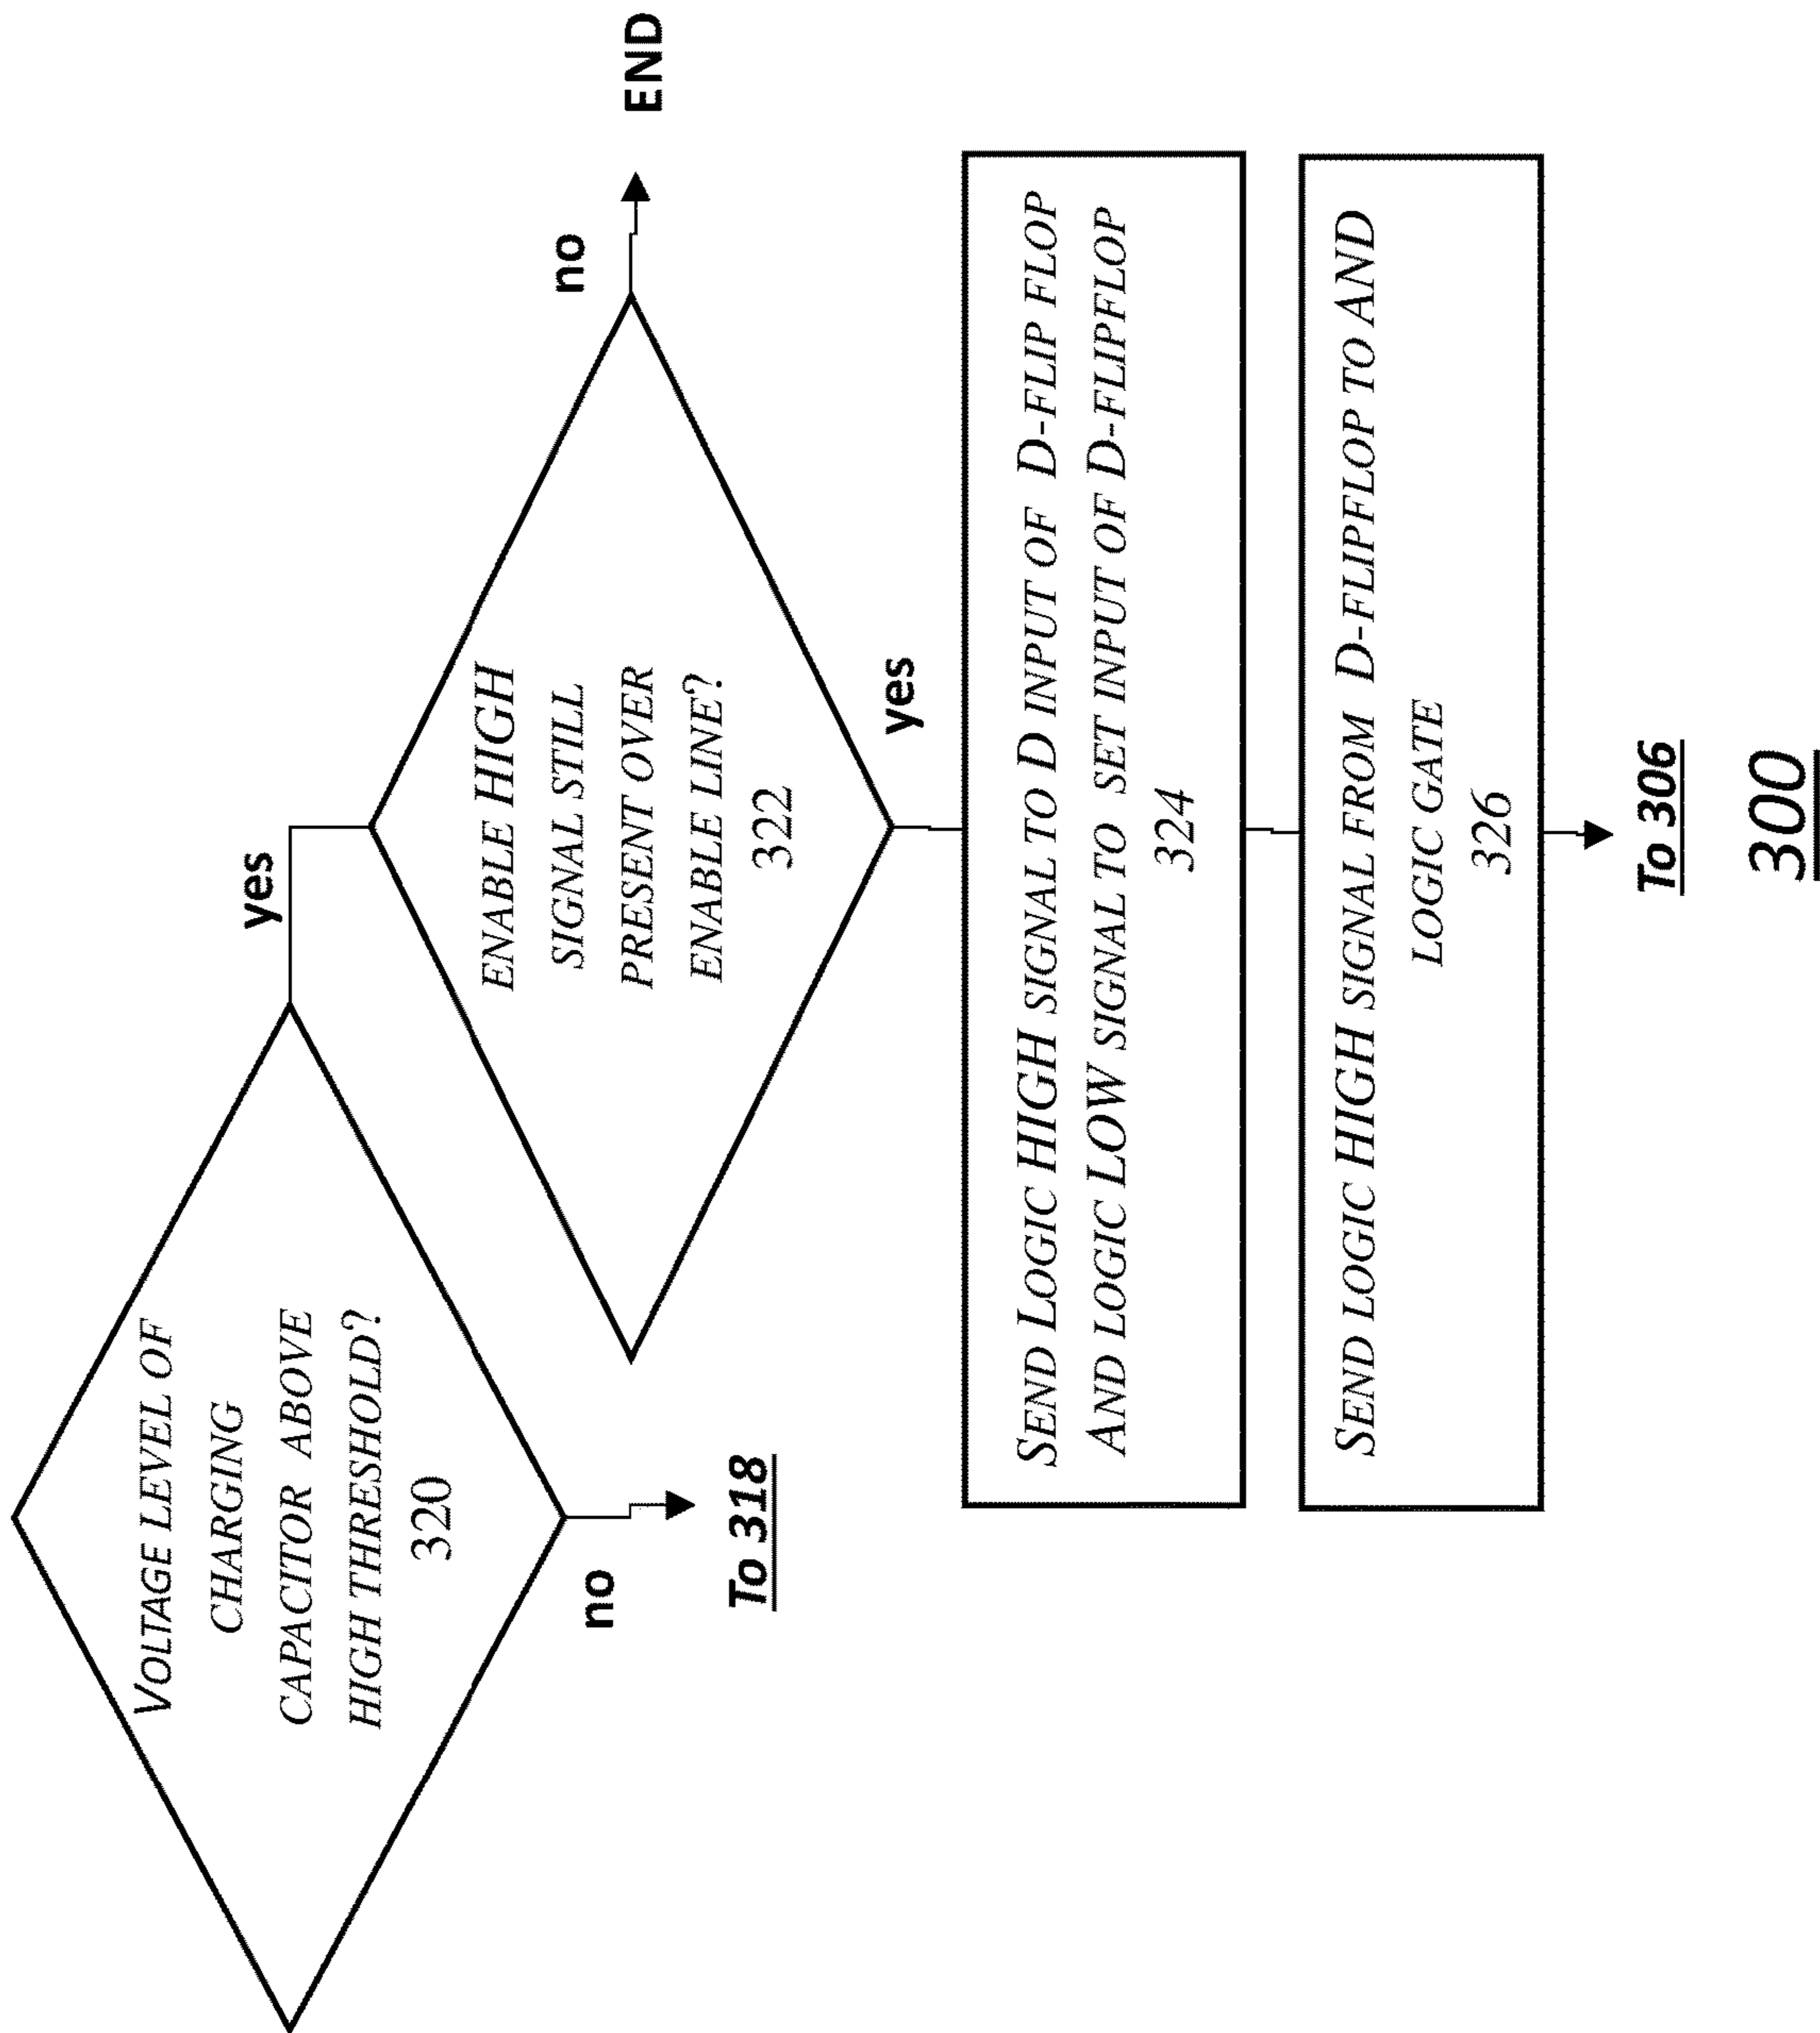 VOLTAGE LEVEL OF
CHARGING
CAPACITOR ABOVE
HIGH THRESHOLD?
320
yes
no
To 318
ENABLE HIGH
SIGNAL STILL
PRESENT OVER
ENABLE LINE?
322
no
END
yes
SEND LOGIC HIGH SIGNAL TO D INPUT OF D-FLIP FLOP
AND LOGIC LOW SIGNAL TO SET INPUT OF D-FLIPFLOP
324
SEND LOGIC HIGH SIGNAL FROM D-FLIPFLOP TO AND
LOGIC GATE
326
To 306
300